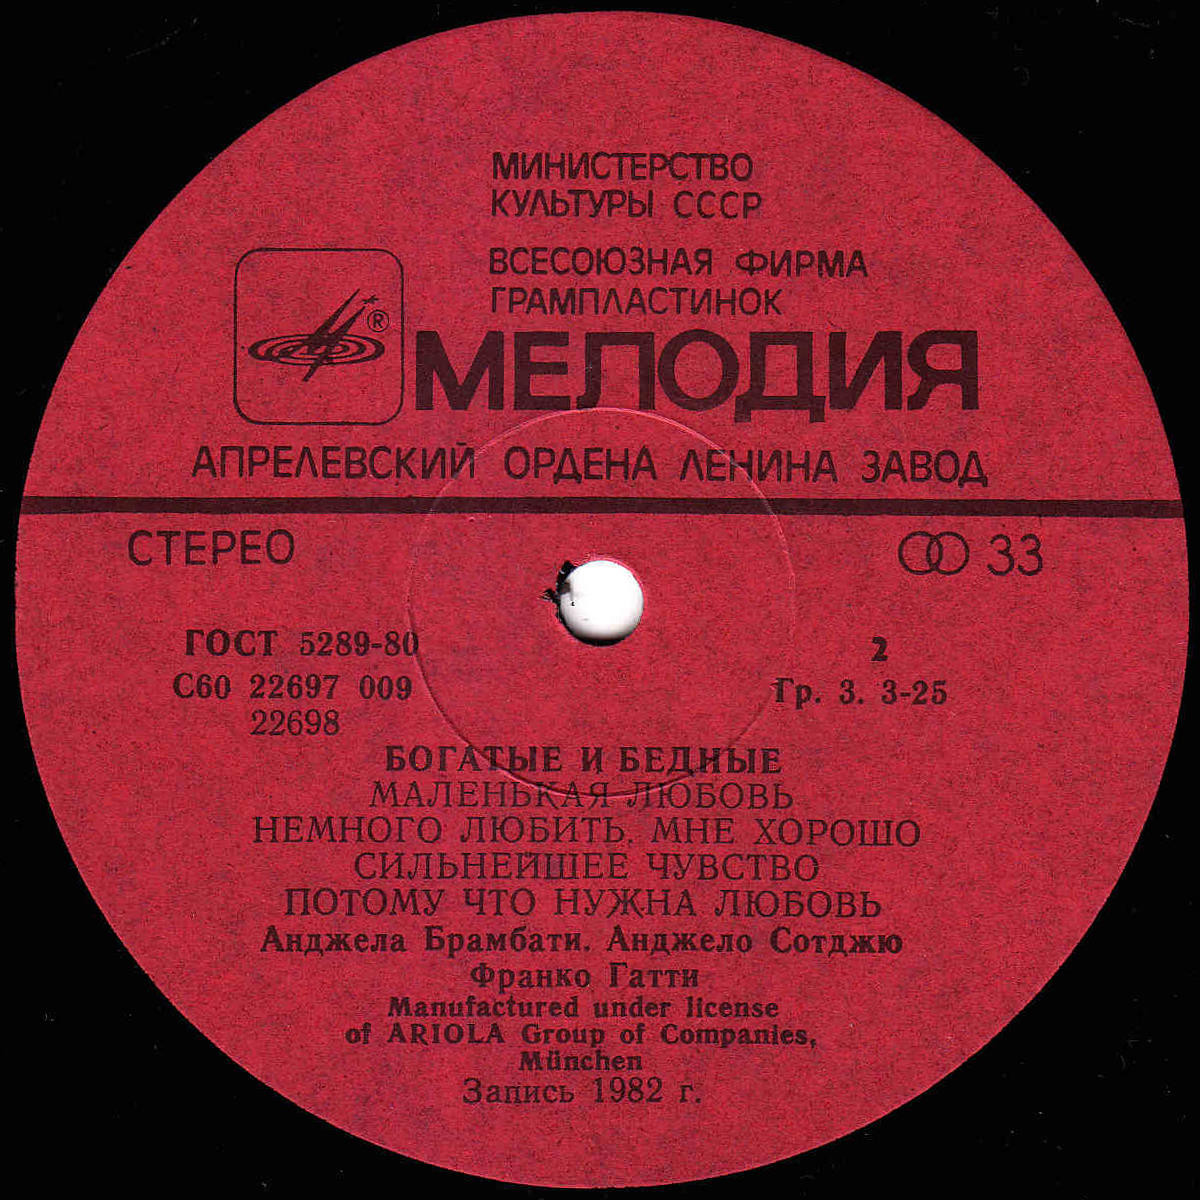 МИНИСТЕРСТВО
КУЛЬТУРЫ СССР
ВСЕСОЮЗНАЯ ФИРМА
ГРАМПЛАСТИНОК
®
МЕЛОДИЯ
АПРЕЛЕВСКИЙ ОРДЕНА ЛЕНИНА ЗАВОД
СТЕРЕО
33
ГОСТ 5289-80
2
С60 22697 009
Гр. 3. 3-25
22698
БОГАТЫЕ И БЕДНЫЕ
МАЛЕНЬКАЯ ЛЮБОВЬ
НЕМНОГО ЛЮБИТЬ. МНЕ ХОРОШО
СИЛЬНЕЙШЕЕ ЧУВСТВО
ПОТОМУ ЧТО НУЖНА ЛЮБОВЬ
Анджела Брамбати. Анджело Сотджю
Франко Гатти
Manufactured under license
of ARIOLA Group of Companies,
München
Запись 1982 г.